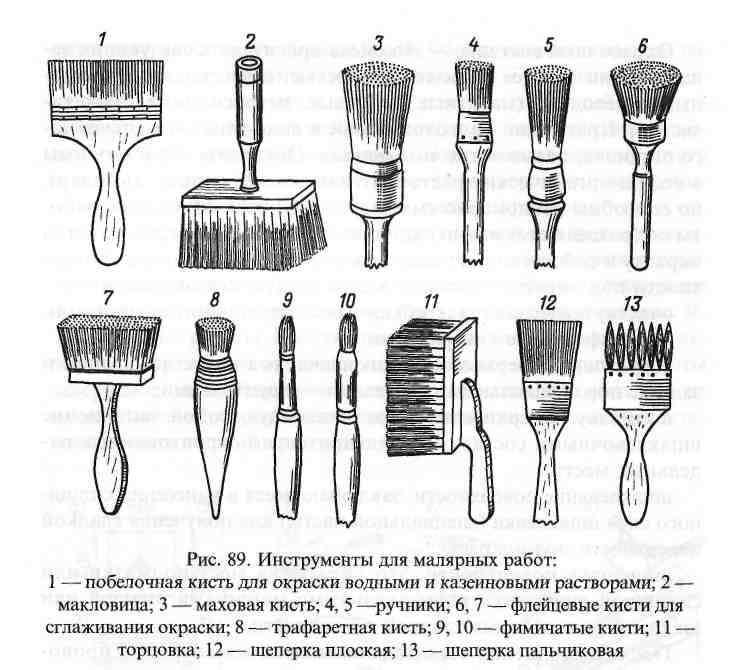 1
2
3
4
5
6
7
8
9
10
11
12
13
Рис. 89. Инструменты для малярных работ:
1 — побелочная кисть для окраски водными и казеиновыми растворами; 2 —
макловица; 3 — маховая кисть; 4, 5 —ручники; 6, 7 — флейцевые кисти для
сглаживания окраски; 8 — трафаретная кисть; 9, 10 — фимичатые кисти; 11 —
торцовка; 12 — шеперка плоская; 13 — шеперка пальчиковая